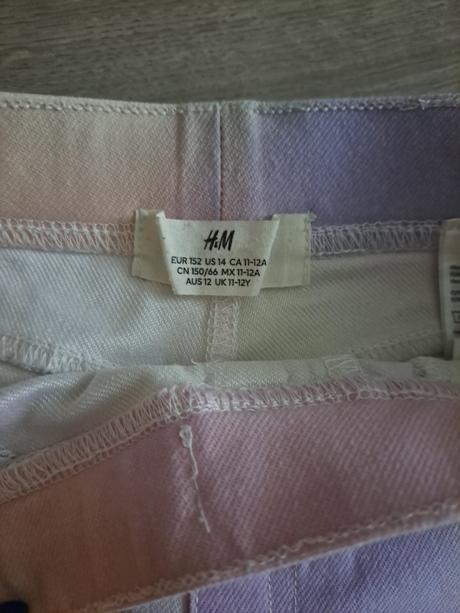 H&M
EUR 152 US 14 CA 11-12A
CN 150/66 MX 11-12A
AUS 12 UK 11-12Y